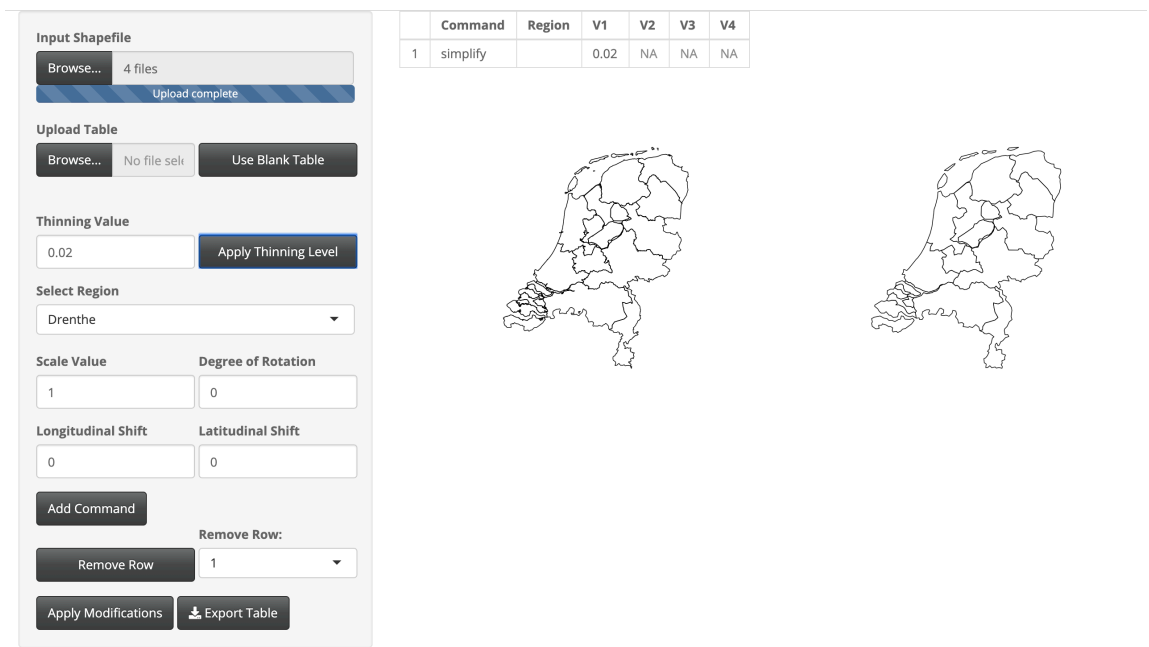 Input Shapefile
Browse... 4 files
Upload complete
Upload Table
Browse... No file sele Use Blank Table
Thinning Value
0.02 Apply Thinning Level
Select Region
Drenthe
Scale Value Degree of Rotation
1 0
Longitudinal Shift Latitudinal Shift
0 0
Add Command
Remove Row:
Remove Row 1
Apply Modifications Export Table
Command Region V1 V2 V3 V4
1 simplify 0.02 NA NA NA